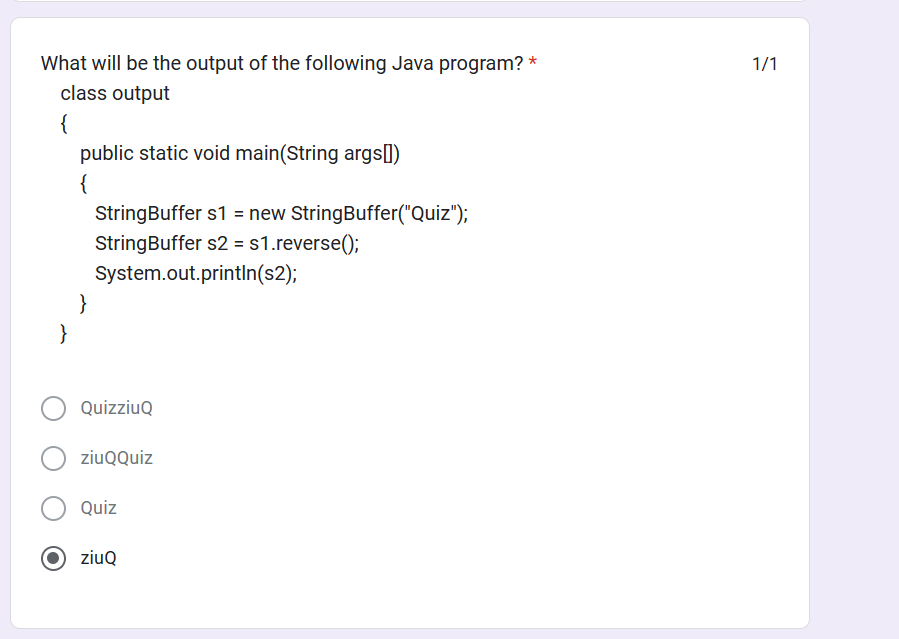 What will be the output of the following Java program? * 1/1
class output
{
public static void main(String args[])
{
StringBuffer s1 = new StringBuffer("Quiz");
StringBuffer s2 = s1.reverse();
System.out.println(s2);
}
}
QuizziuQ
ziuQQuiz
Quiz
ziuQ